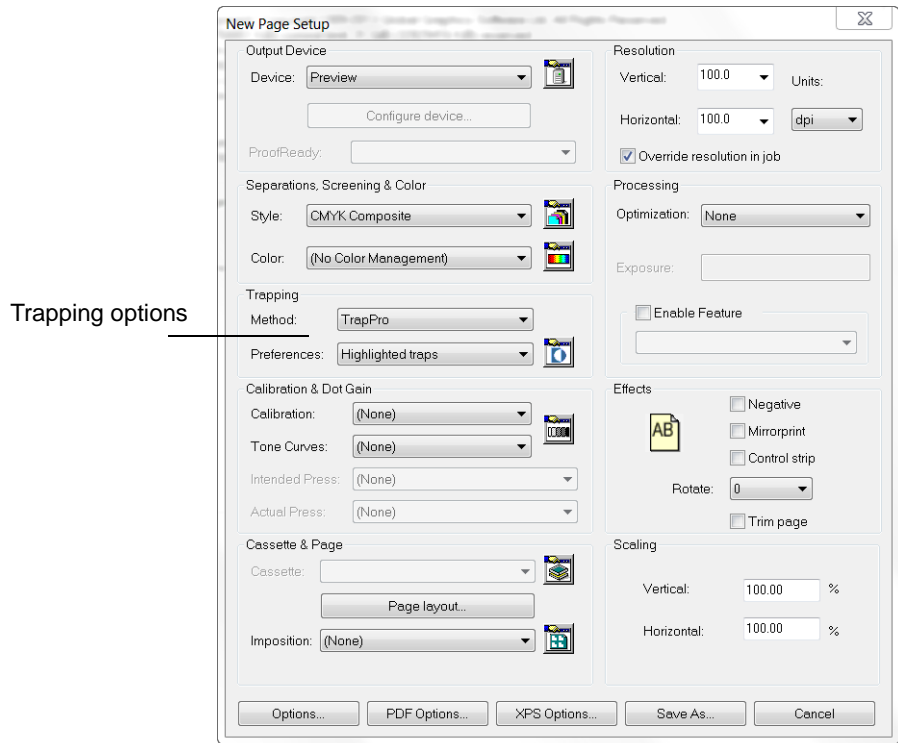 New Page Setup
Output Device
Device: Preview
Configure device...
ProofReady:
Separations, Screening & Color
Style: CMYK Composite
Color: (No Color Management)
Trapping options
Trapping
Method: TrapPro
Preferences: Highlighted traps
Calibration & Dot Gain
Calibration: (None)
Tone Curves: (None)
Intended Press: (None)
Actual Press: (None)
Cassette & Page
Cassette:
Page layout...
Imposition: (None)
Resolution
Vertical: 100.0 Units:
Horizontal: 100.0 dpi
Override resolution in job
Processing
Optimization: None
Exposure:
Enable Feature
Effects
AB
Negative
Mirrorprint
Control strip
Rotate: 0
Trim page
Scaling
Vertical: 100.00 %
Horizontal: 100.00 %
Options... PDF Options... XPS Options... Save As... Cancel